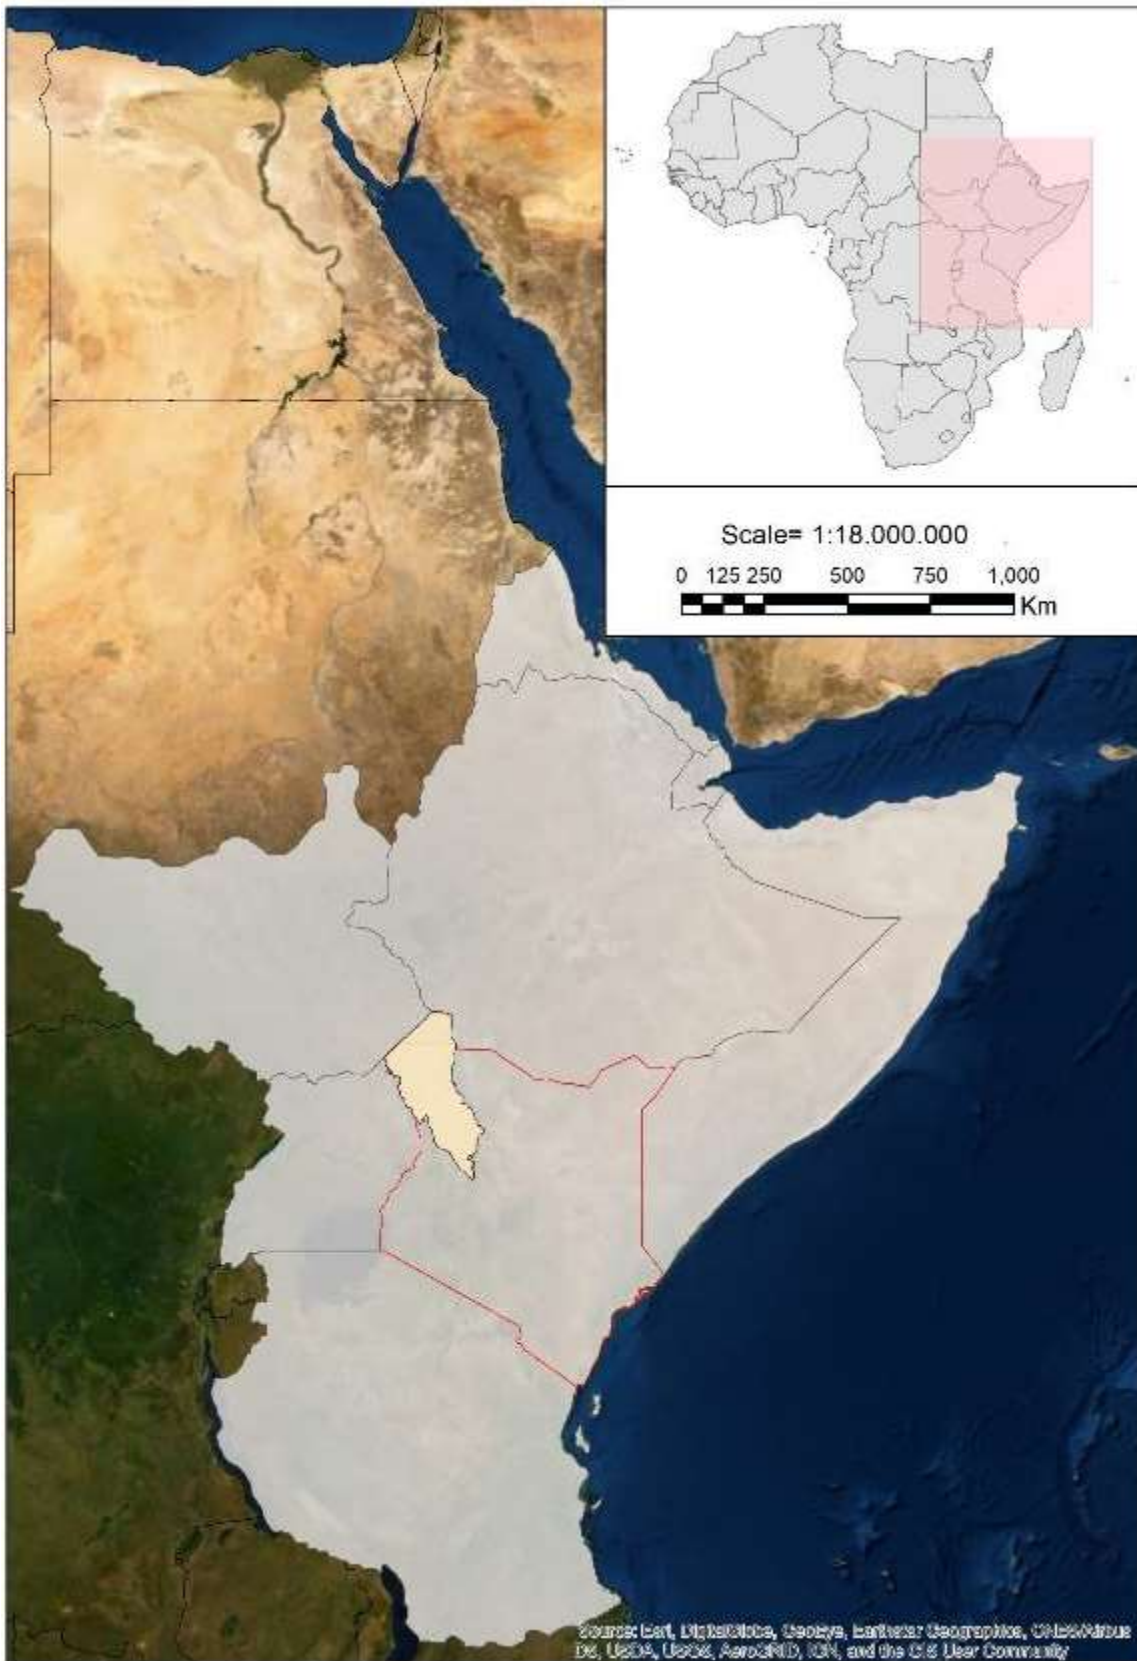 Scale= 1:18.000.000
0 125 250 500 750 1,000
Km
Source: Esri, DigitalGlobe, GeoEye, Earthstar Geographics, CNES/Airbus
DS, USDA, USGS, AeroGRID, IGN, and the GIS User Community